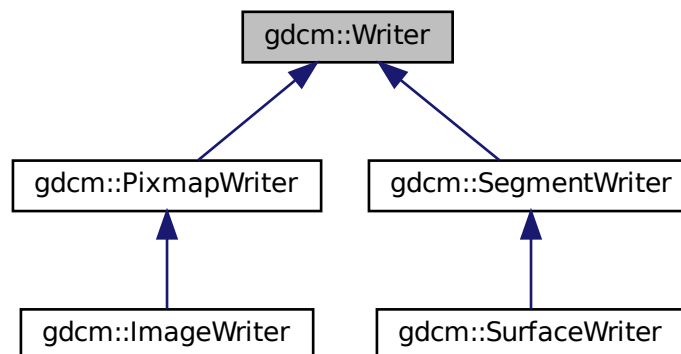 gdcm::Writer
gdcm::PixmapWriter
gdcm::SegmentWriter
gdcm::ImageWriter
gdcm::SurfaceWriter